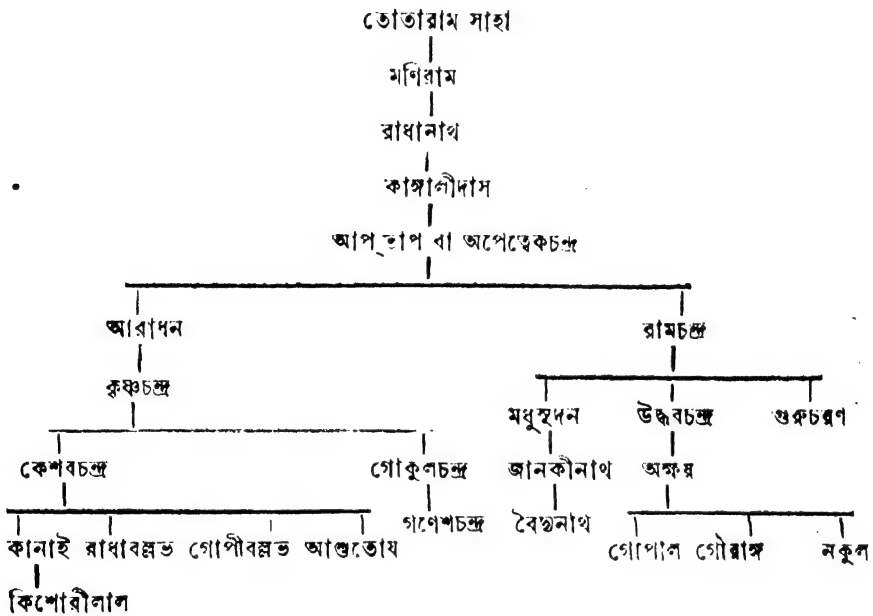 তোতারাম সাহা
মণিরাম
রাধানাথ
কাঙ্গালীদাস
আপ্‌তাপ বা অপেত্বেকচন্দ্র
আরাধন রামচন্দ্র
কৃষ্ণচন্দ্র
মধুসূদন উদ্ধবচন্দ্র গুরুচরণ
কেশবচন্দ্র গোকুলচন্দ্র জানকীনাথ অক্ষয়
গণেশচন্দ্র বৈদ্যনাথ
কানাই রাধাবল্লভ গোপীবল্লভ আশুতোষ গোপাল গৌরাঙ্গ নকুল
কিশোরীলাল